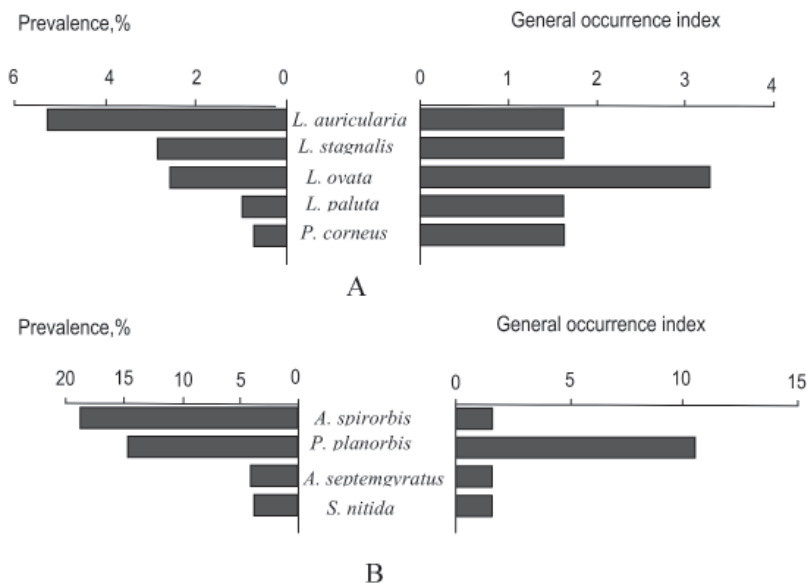 Prevalence,%
General occurrence index
6 4 2 0
0 1 2 3 4
L. auricularia
L. stagnalis
L. ovata
L. paluta
P. corneus
A
Prevalence,%
General occurrence index
20 15 10 5 0
0 5 10 15
A. spirorbis
P. planorbis
A. septemgyratus
S. nitida
B